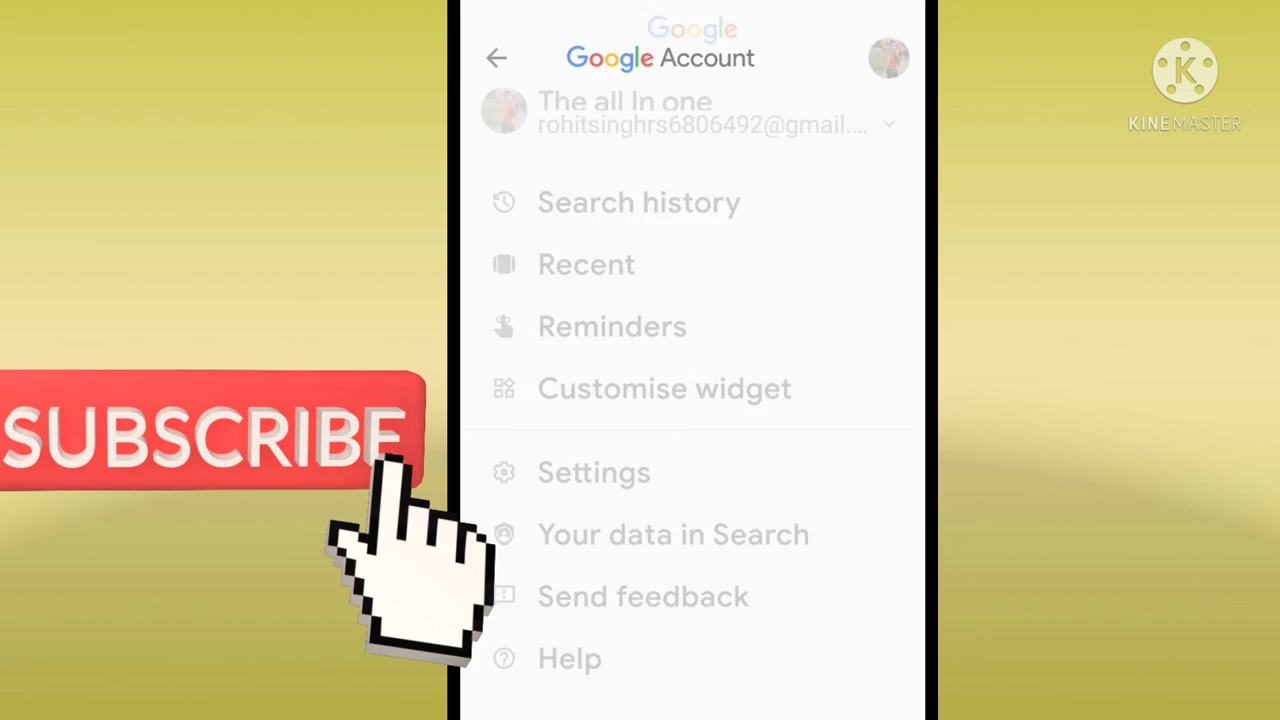 Google
Google Account
The all In one
rohitsinghrs6806492@gmail....
Search history
Recent
Reminders
Customise widget
Settings
Your data in Search
Send feedback
Help
SUBSCRIBE
K
KINEMASTER